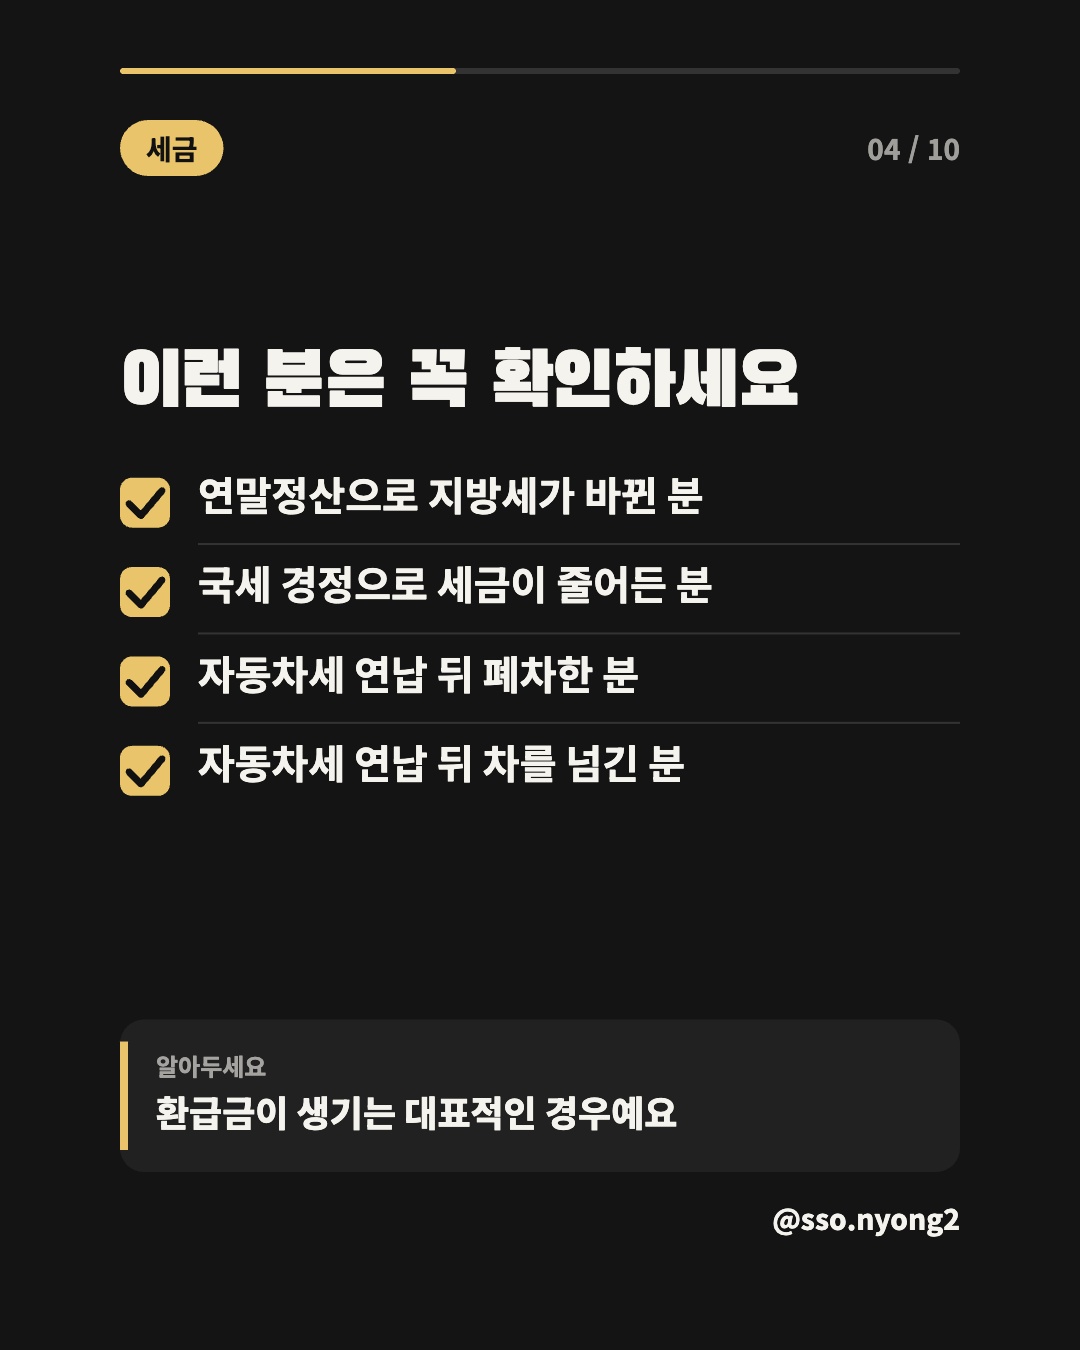 세금
04 / 10
이런 분은 꼭 확인하세요
연말정산으로 지방세가 바뀐 분
국세 경정으로 세금이 줄어든 분
자동차세 연납 뒤 폐차한 분
자동차세 연납 뒤 차를 넘긴 분
알아두세요
환급금이 생기는 대표적인 경우예요
@sso.nyong2